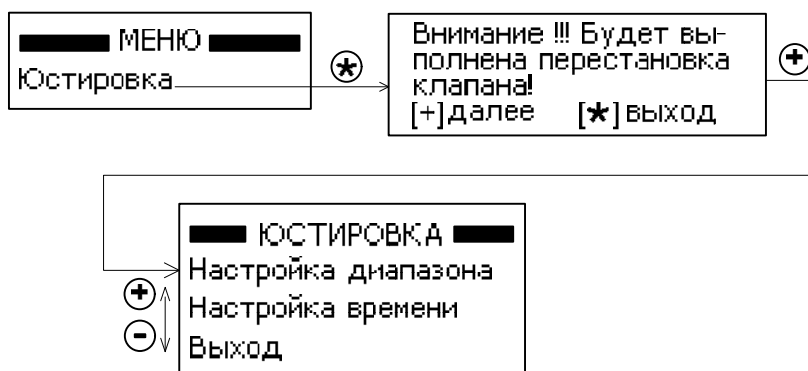 МЕНЮ
Юстировка
Внимание !!! Будет вы-
полнена перестановка
клапана!
[+]далее [★]выход
ЮСТИРОВКА
Настройка диапазона
Настройка времени
Выход